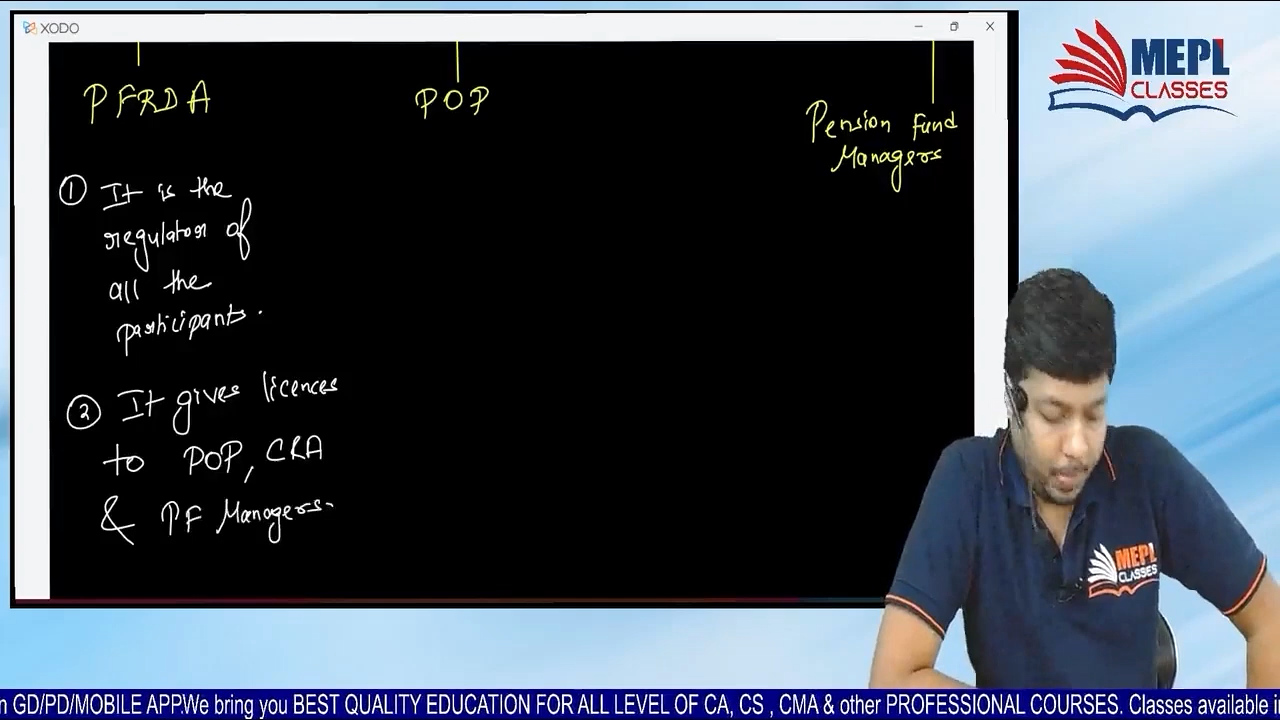 XODO
MEPL
CLASSES
PFRDA
POP
Pension Fund
Managers
① It is the
regulator of
all the
participants.
② It gives licences
to POP, CRA
& PF Managers.
MEPL
CLASSES
n GD/PD/MOBILE APPWe bring you BEST QUALITY EDUCATION FOR ALL LEVEL OF CA, CS , CMA & other PROFESSIONAL COURSES. Classes available i